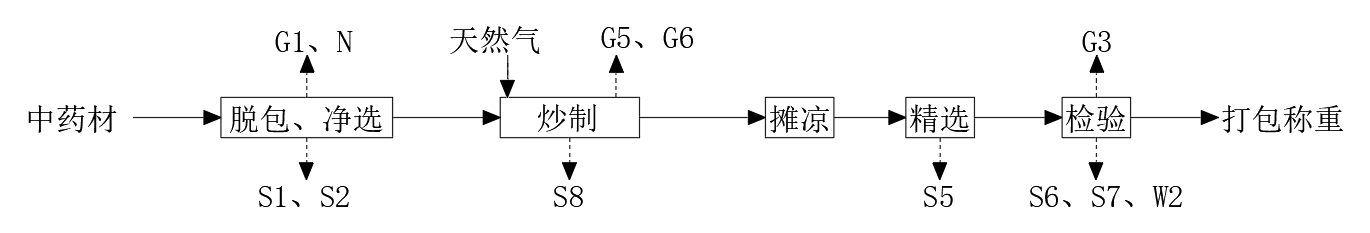 G1、N
天然气
G5、G6
G3
中药材
脱包、净选
炒制
摊凉
精选
检验
打包称重
S1、S2
S8
S5
S6、S7、W2